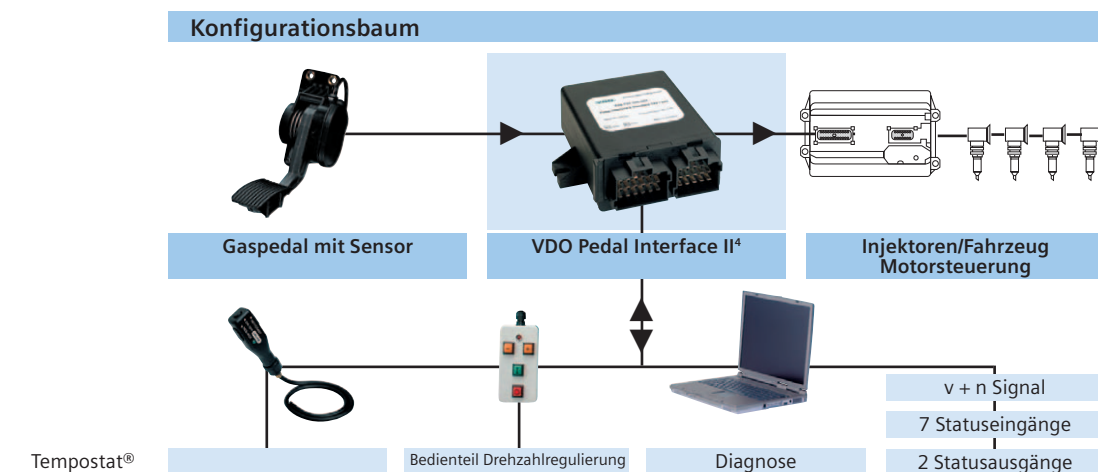 Konfigurationsbaum
Gaspedal mit Sensor
VDO Pedal Interface II⁴
Injektoren/Fahrzeug
Motorsteuerung
v + n Signal
7 Statuseingänge
Tempostat®
Bedienteil Drehzahlregulierung
Diagnose
2 Statusausgänge